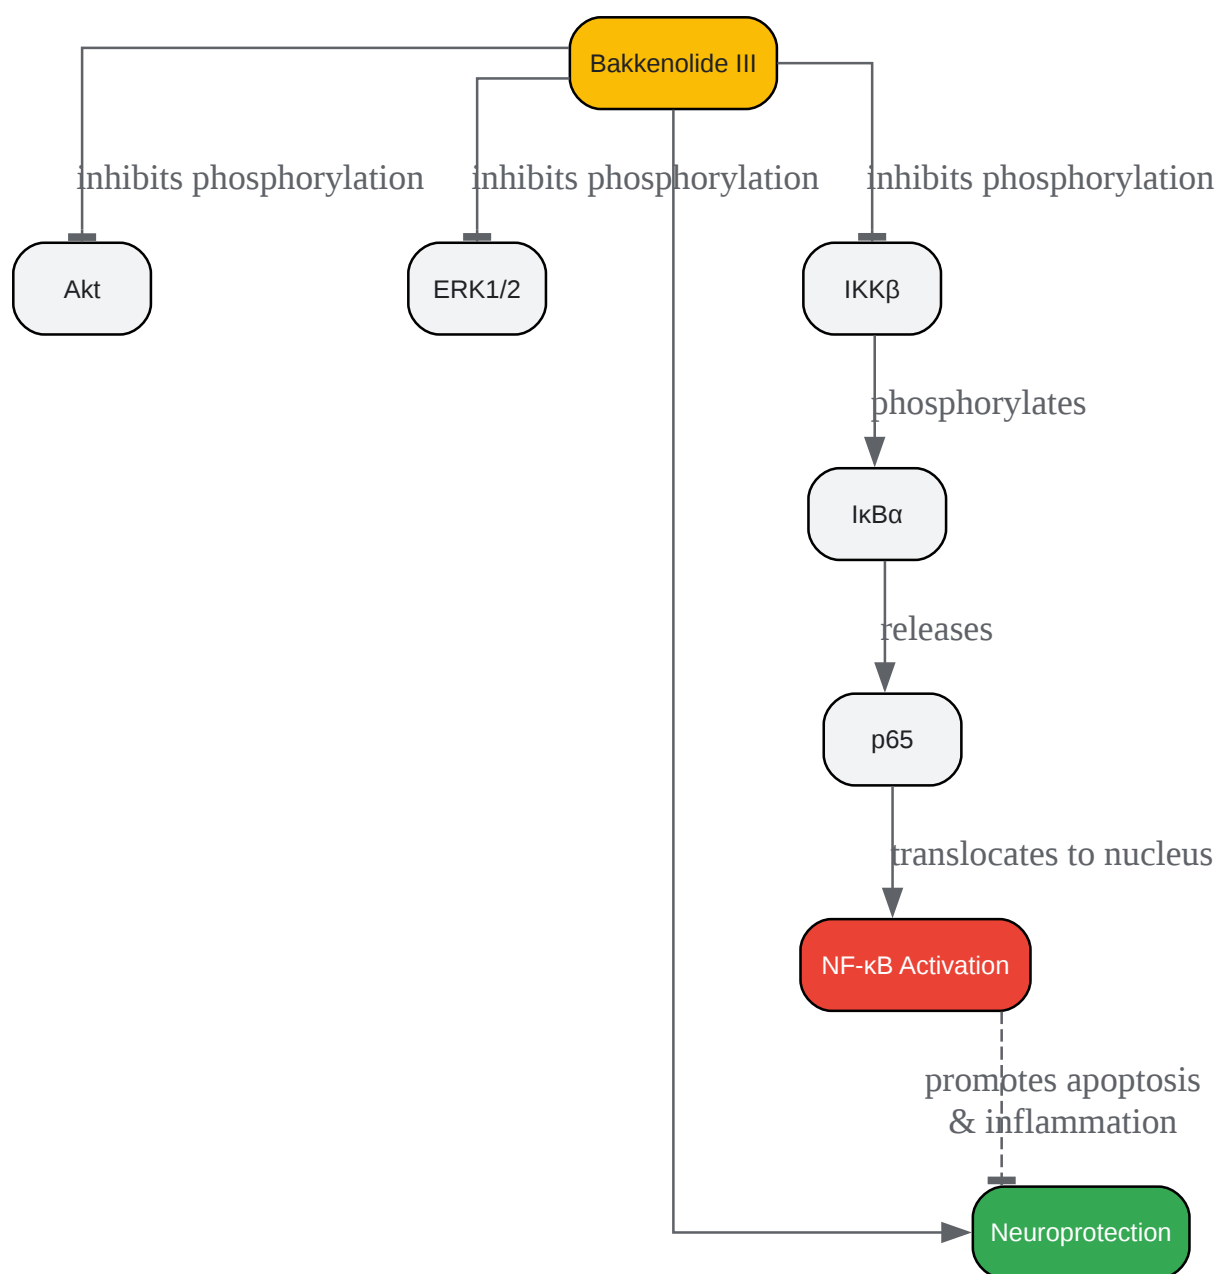 Bakkenolide III
inhibits phosphorylation
inhibits phosphorylation
inhibits phosphorylation
Akt
ERK1/2
IKKβ
phosphorylates
IκBα
releases
p65
translocates to nucleus
NF-κB Activation
promotes apoptosis
& inflammation
Neuroprotection